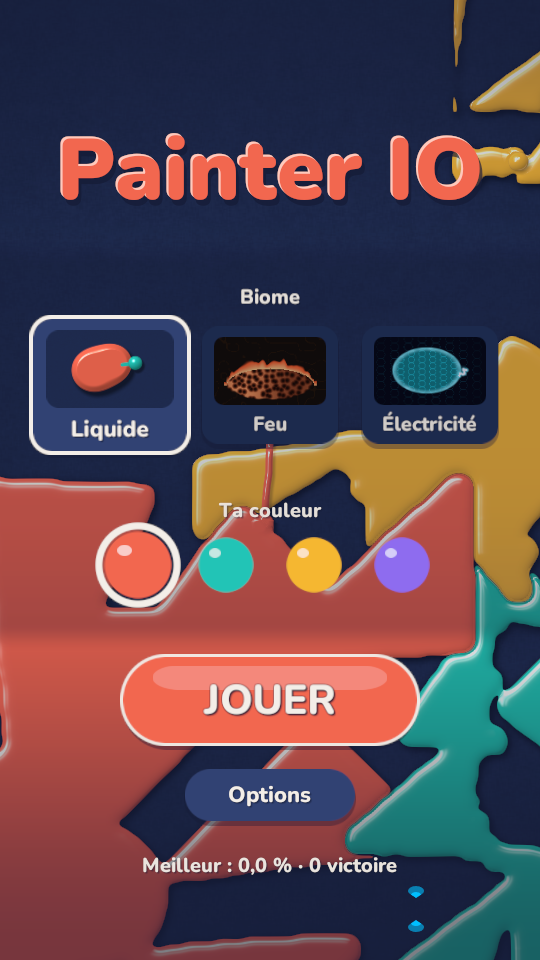 Painter IO
Biome
Liquide
Feu
Électricité
Ta couleur
JOUER
Options
Meilleur : 0,0 % · 0 victoire